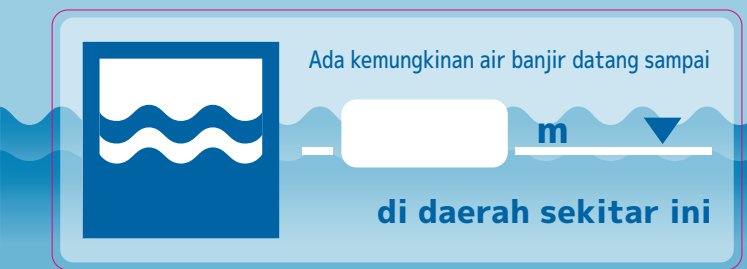 Ada kemungkinan air banjir datang sampai
m
di daerah sekitar ini